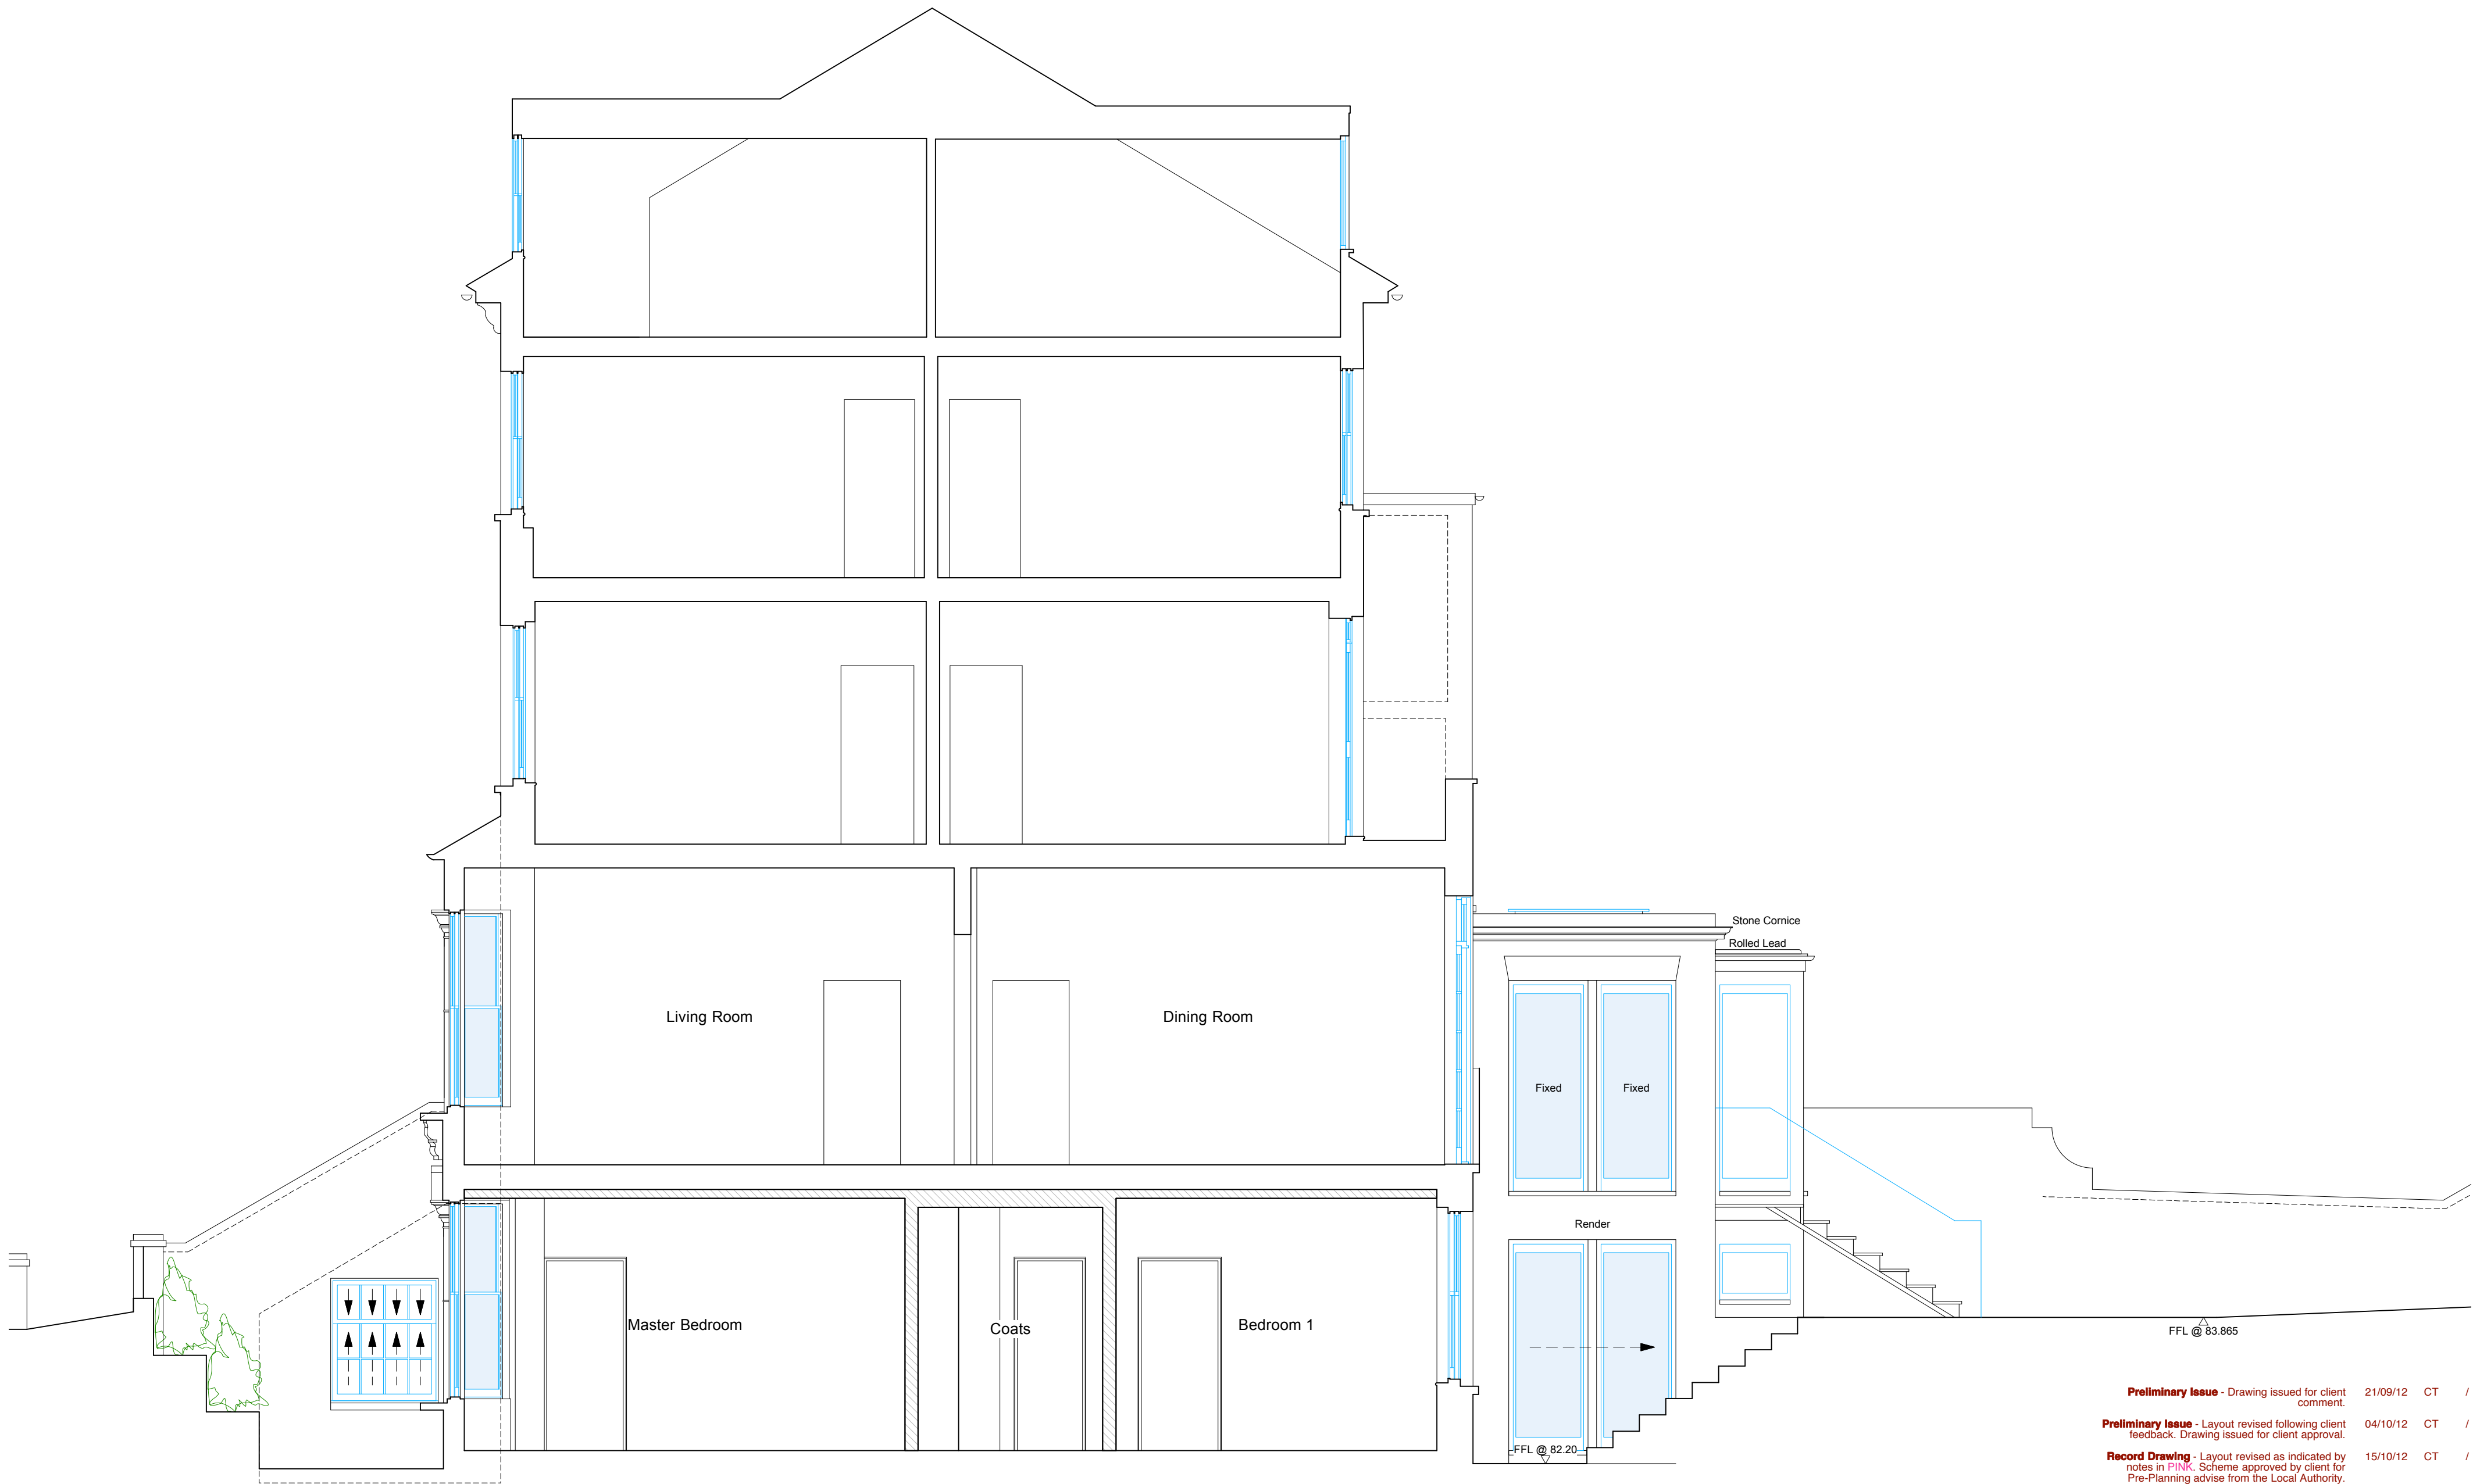 Stone Cornice
Rolled Lead
Living Room
Dining Room
Fixed
Fixed
Render
Master Bedroom
Coats
Bedroom 1
FFL @ 83.865
FFL @ 82.20
Preliminary Issue - Drawing issued for client 21/09/12 CT /
comment.
Preliminary Issue - Layout revised following client 04/10/12 CT /
feedback. Drawing issued for client approval.
Record Drawing - Layout revised as indicated by 15/10/12 CT /
notes in PINK. Scheme approved by client for
Pre-Planning advise from the Local Authority.